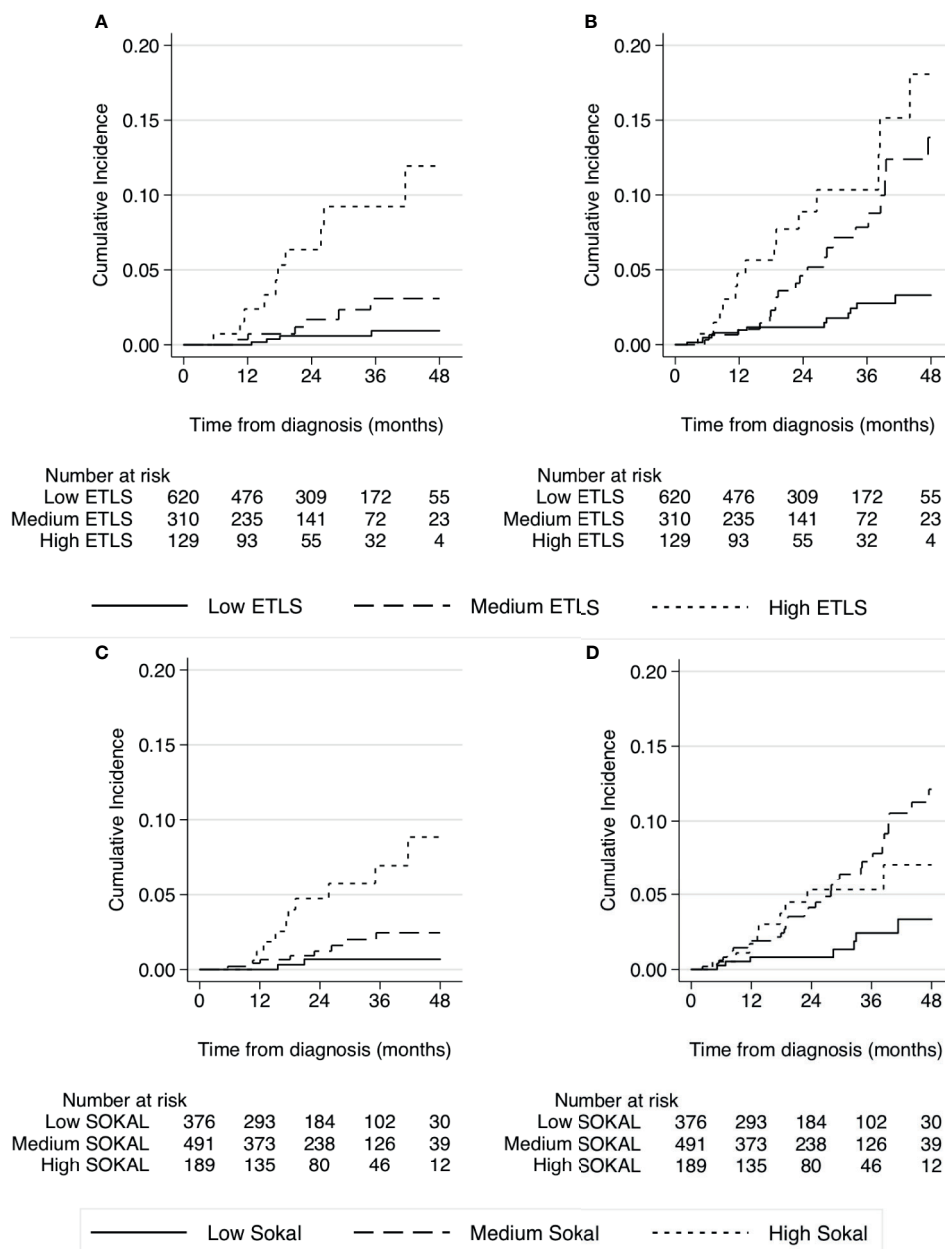 A
0.20
0.15
0.10
0.05
0.00
Cumulative Incidence
0 12 24 36 48
Time from diagnosis (months)
Number at risk
Low ETLS 620 476 309 172 55
Medium ETLS 310 235 141 72 23
High ETLS 129 93 55 32 4
B
0.20
0.15
0.10
0.05
0.00
Cumulative Incidence
0 12 24 36 48
Time from diagnosis (months)
Number at risk
Low ETLS 620 476 309 172 55
Medium ETLS 310 235 141 72 23
High ETLS 129 93 55 32 4
Low ETLS Medium ETLS High ETLS
C
0.20
0.15
0.10
0.05
0.00
Cumulative Incidence
0 12 24 36 48
Time from diagnosis (months)
Number at risk
Low SOKAL 376 293 184 102 30
Medium SOKAL 491 373 238 126 39
High SOKAL 189 135 80 46 12
D
0.20
0.15
0.10
0.05
0.00
Cumulative Incidence
0 12 24 36 48
Time from diagnosis (months)
Number at risk
Low SOKAL 376 293 184 102 30
Medium SOKAL 491 373 238 126 39
High SOKAL 189 135 80 46 12
Low Sokal Medium Sokal High Sokal